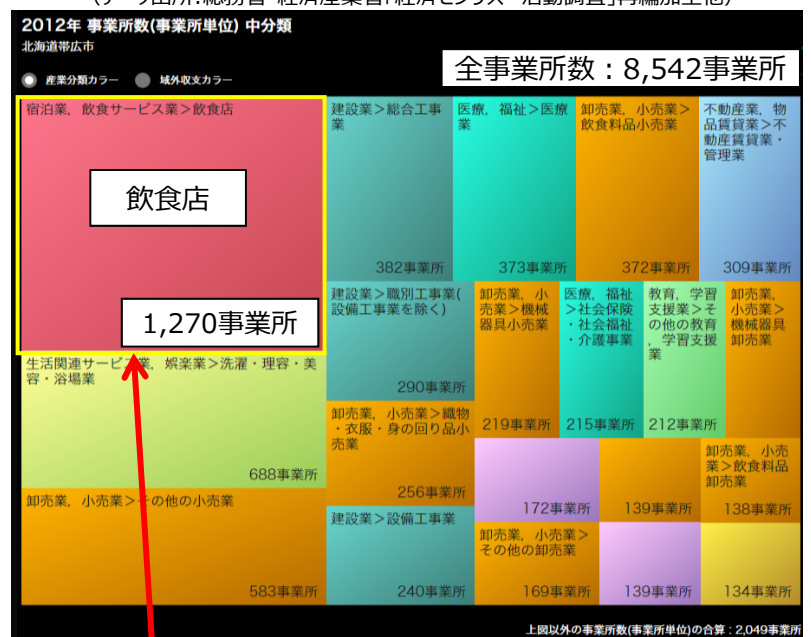 2012年 事業所数(事業所単位) 中分類
北海道帯広市
産業分類カラー 域外収支カラー
全事業所数：8,542事業所
宿泊業，飲食サービス業＞飲食店
飲食店
1,270事業所
生活関連サービス業，娯楽業＞洗濯・理容・美
容・浴場業
688事業所
卸売業，小売業＞その他の小売業
583事業所
建設業＞総合工事
業
382事業所
医療，福祉＞医療
業
373事業所
卸売業，小売業＞
飲食料品小売業
372事業所
不動産業，物
品賃貸業＞不
動産賃貸業・
管理業
309事業所
建設業＞職別工事業(
設備工事業を除く)
290事業所
卸売業，小売業＞織物
・衣服・身の回り品小
売業
256事業所
建設業＞設備工事業
240事業所
卸売業，小
売業＞機械
器具小売業
219事業所
医療，福祉
＞社会保険
・社会福祉
・介護事業
215事業所
教育，学習
支援業＞そ
の他の教育
，学習支援
業
212事業所
卸売業，
小売業＞
機械器具
卸売業
172事業所
139事業所
卸売業，小売
業＞飲食料品
卸売業
138事業所
卸売業，小売業＞
その他の卸売業
169事業所
139事業所
134事業所
上図以外の事業所数(事業所単位)の合算：2,049事業所